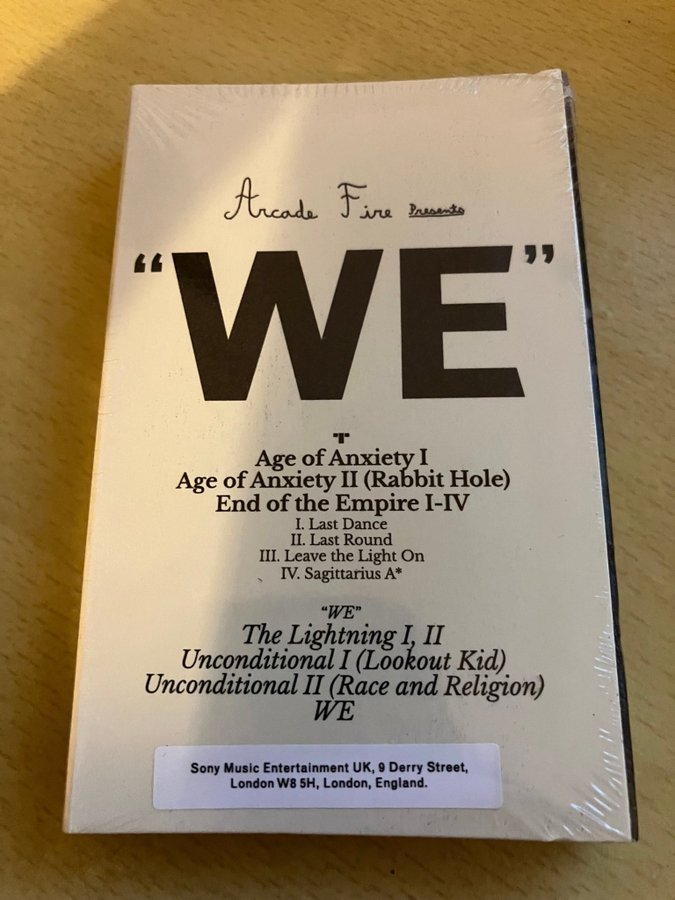 Arcade Fire Presents
“WE”
"I"
Age of Anxiety I
Age of Anxiety II (Rabbit Hole)
End of the Empire I-IV
I. Last Dance
II. Last Round
III. Leave the Light On
IV. Sagittarius A*
“WE”
The Lightning I, II
Unconditional I (Lookout Kid)
Unconditional II (Race and Religion)
WE
Sony Music Entertainment UK, 9 Derry Street,
London W8 5H, London, England.